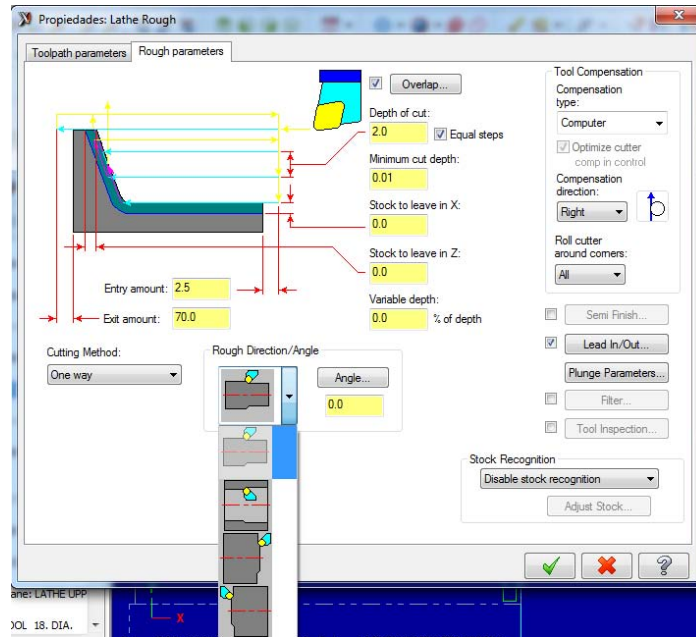 Propiedades: Lathe Rough
Toolpath parameters
Rough parameters
Overlap...
Depth of cut:
2.0
Equal steps
Minimum cut depth:
0.01
Stock to leave in X:
0.0
Stock to leave in Z:
0.0
Entry amount:
2.5
Variable depth:
Exit amount:
70.0
0.0
% of depth
Cutting Method:
One way
Rough Direction/Angle
Angle...
0.0
Tool Compensation
Compensation
type:
Computer
Optimize cutter
comp in control
Compensation
direction:
Right
Roll cutter
around corners:
All
Semi Finish...
Lead In/Out...
Plunge Parameters...
Filter...
Tool Inspection...
Stock Recognition
Disable stock recognition
Adjust Stock...
ane: LATHE UPP
OOL 18. DIA.
X